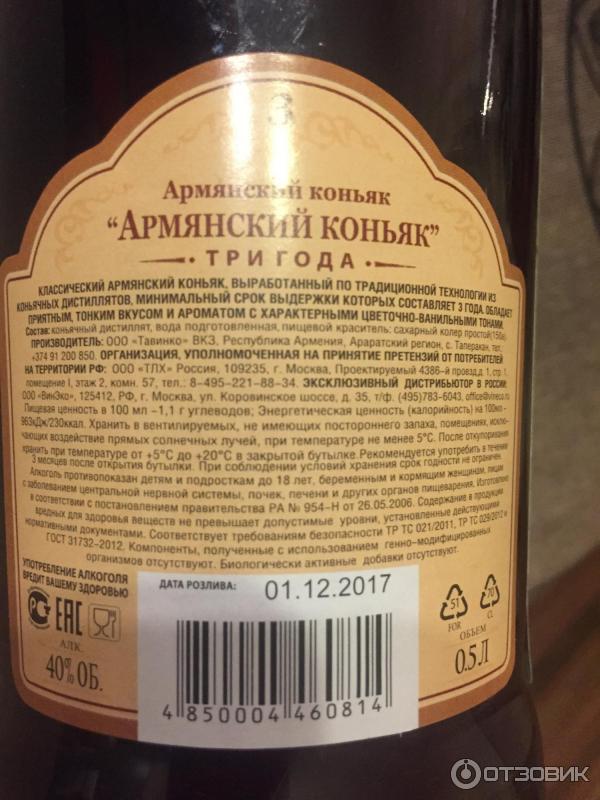 3
Армянский коньяк
“Армянский коньяк”
• ТРИ ГОДА •
КЛАССИЧЕСКИЙ АРМЯНСКИЙ КОНЬЯК, ВЫРАБОТАННЫЙ ПО ТРАДИЦИОННОЙ ТЕХНОЛОГИИ ИЗ
КОНЬЯЧНЫХ ДИСТИЛЛЯТОВ, МИНИМАЛЬНЫЙ СРОК ВЫДЕРЖКИ КОТОРЫХ СОСТАВЛЯЕТ 3 ГОДА. ОБЛАДАЕТ
ПРИЯТНЫМ, ТОНКИМ ВКУСОМ И АРОМАТОМ С ХАРАКТЕРНЫМИ ЦВЕТОЧНО-ВАНИЛЬНЫМИ ТОНАМИ.
Состав: коньячный дистиллят, вода подготовленная, пищевой краситель: сахарный колер простой(150а).
ПРОИЗВОДИТЕЛЬ: ООО «Тавинко» ВКЗ, Республика Армения, Араратский регион, с. Таперакан, тел.:
+374 91 200 850. ОРГАНИЗАЦИЯ, УПОЛНОМОЧЕННАЯ НА ПРИНЯТИЕ ПРЕТЕНЗИЙ ОТ ПОТРЕБИТЕЛЕЙ
НА ТЕРРИТОРИИ РФ: ООО «ТЛХ» Россия, 109235, г. Москва, Проектируемый 4386-й проезд,д. 1, стр. 1,
помещение I, этаж 2, комн. 57, тел.: 8-495-221-88-34. ЭКСКЛЮЗИВНЫЙ ДИСТРИБЬЮТОР В РОССИИ:
ООО «ВинЭко», 125412, РФ, г. Москва, ул. Коровинское шоссе, д. 35, т/ф. (495)783-6043, office@vineco.ru
Пищевая ценность в 100 мл –1,1 г углеводов; Энергетическая ценность (калорийность) на 100мл -
963кДж/230ккал. Хранить в вентилируемых, не имеющих постороннего запаха, помещениях, исклю-
чающих воздействие прямых солнечных лучей, при температуре не менее 5°С. После откупоривания
хранить при температуре от +5°С до +20°С в закрытой бутылке.Рекомендуется употребить в течение
3 месяцев после открытия бутылки. При соблюдении условий хранения срок годности не ограничен.
Алкоголь противопоказан детям и подросткам до 18 лет, беременным и кормящим женщинам, лицам
с заболеванием центральной нервной системы, почек, печени и других органов пищеварения. Изготовлено
в соответствии с постановлением правительства РА № 954–Н от 26.05.2006. Содержание в продукции
вредных для здоровья веществ не превышает допустимые уровни, установленные действующими
нормативными документами. Соответствует требованиям безопасности ТР ТС 021/2011, ТР ТС 029/2012 и
ГОСТ 31732–2012. Компоненты, полученные с использованием генно–модифицированных
организмов отсутствуют. Биологически активные добавки отсутствуют.
УПОТРЕБЛЕНИЕ АЛКОГОЛЯ
ВРЕДИТ ВАШЕМУ ЗДОРОВЬЮ
ДАТА РОЗЛИВА: 01.12.2017
РСТ EAC
51 70
FOR CL
АЛК.
40% ОБ.
ОБЪЕМ
0.5 Л
4 850004 460814
ОТЗОВИК